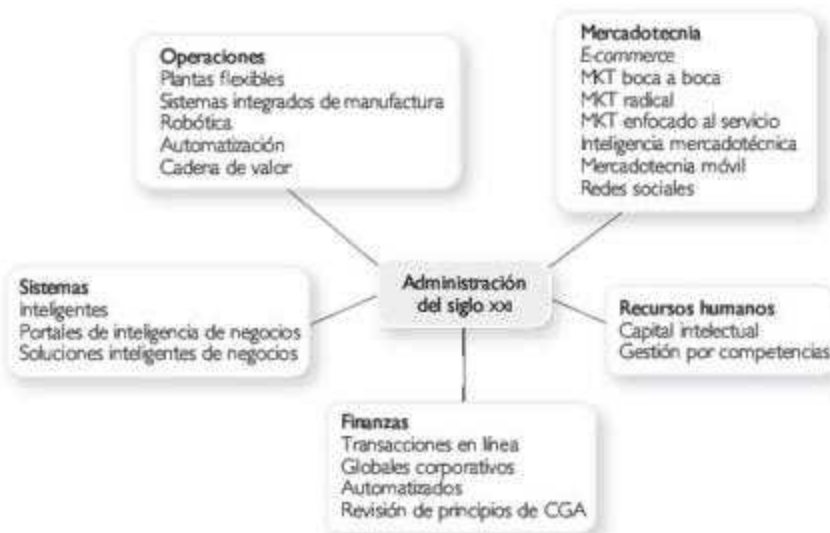 Operaciones
Plantas flexibles
Sistemas integrados de manufactura
Robótica
Automatización
Cadera de valor
Mercadotecnia
E-commerce
MKT boca a boca
MKT radical
MKT enfocado al servicio
Inteligencia mercadotécnica
Mercadotecnia móvil
Redes sociales
Administración
del siglo XXI
Sistemas
Inteligentes
Portales de inteligencia de negocios
Soluciones inteligentes de negocios
Recursos humanos
Capital intelectual
Gestión por competencias
Finanzas
Transacciones en línea
Globales corporativos
Automatizados
Revisión de principios de CGA